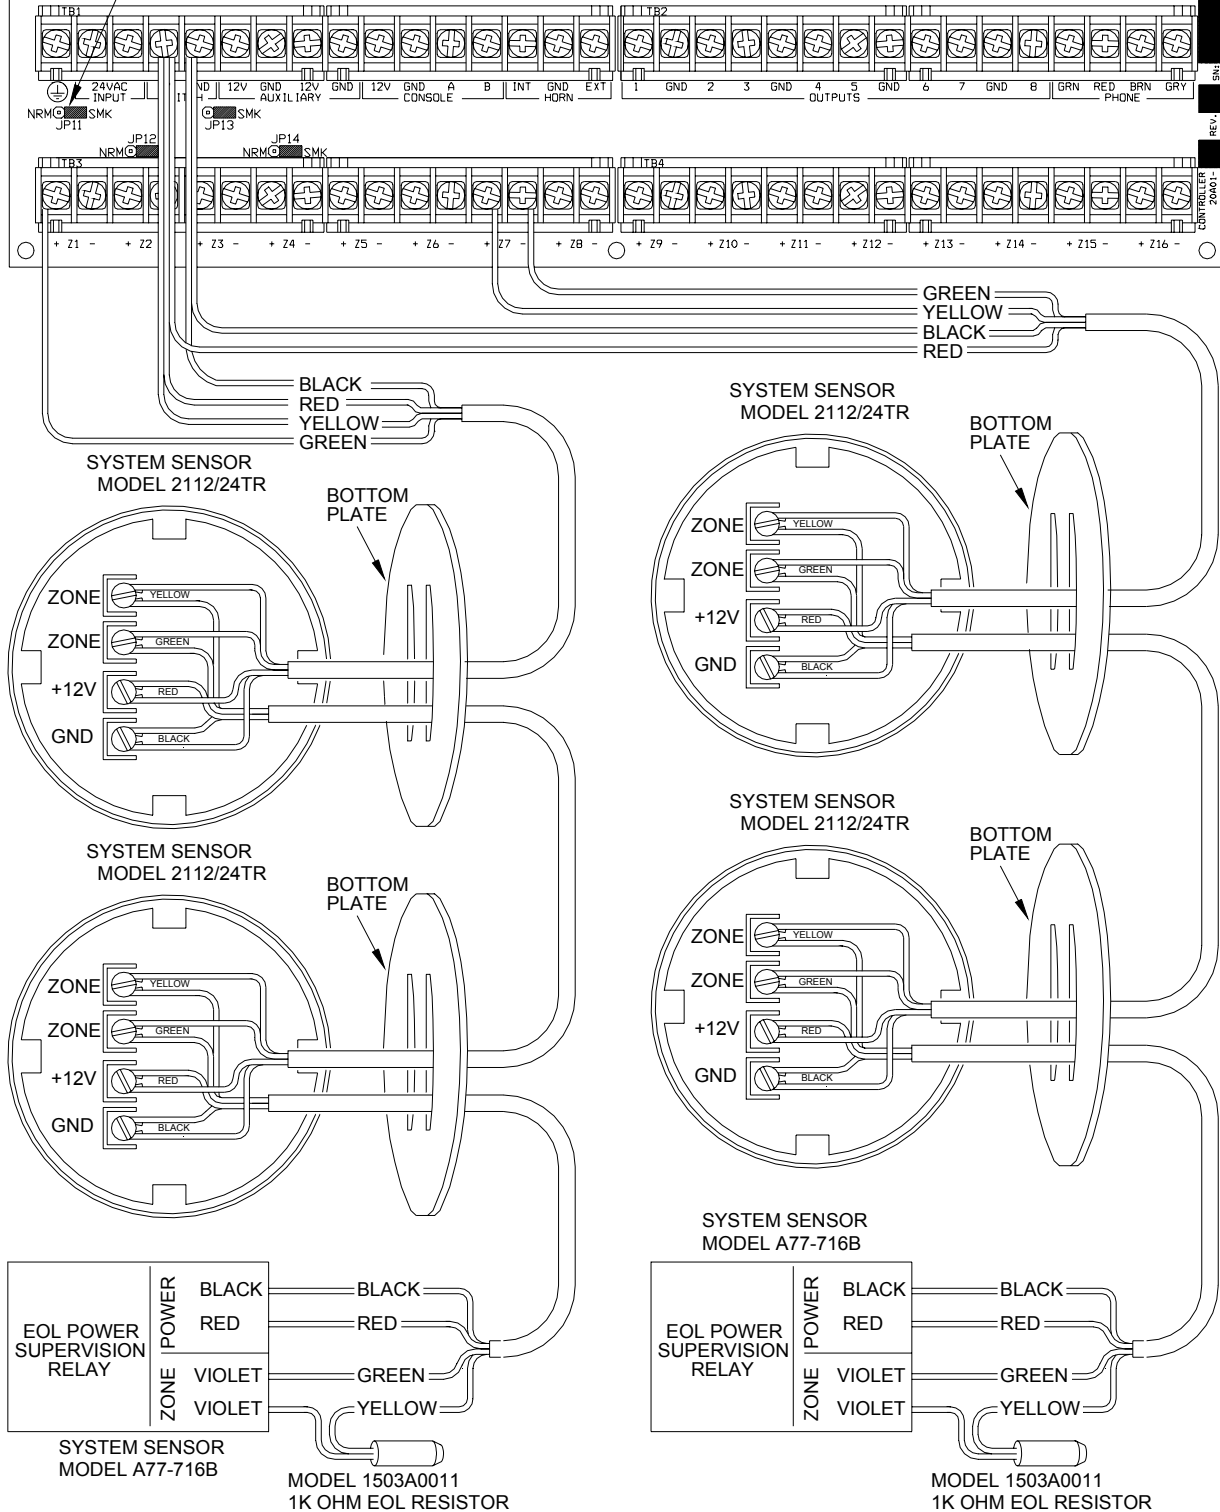 TB1
TB2
24VAC
ND
12V
GND
12V
GND
12V
GND
A
B
INT
GND
EXT
1
GND
2
3
GND
4
5
GND
6
7
GND
8
GRN
RED
BRN
GRY
INPUT
AUXILIARY
CONSOLE
HORN
OUTPUTS
PHONE
SN:
REV.
NRM SMK
JP11
SMK
JP13
JP12
NRM
JP14
NRM SMK
TB3
TB4
CONTROLLER
20A01-
+ Z1 -
+ Z2
+ Z3 -
+ Z4 -
+ Z5 -
+ Z6 -
+ Z7 -
+ Z8 -
+ Z9 -
+ Z10 -
+ Z11 -
+ Z12 -
+ Z13 -
+ Z14 -
+ Z15 -
+ Z16 -
GREEN
YELLOW
BLACK
RED
BLACK
RED
YELLOW
GREEN
SYSTEM SENSOR
MODEL 2112/24TR
BOTTOM
PLATE
ZONE
YELLOW
ZONE
GREEN
+12V
RED
GND
BLACK
SYSTEM SENSOR
MODEL 2112/24TR
BOTTOM
PLATE
ZONE
YELLOW
ZONE
GREEN
+12V
RED
GND
BLACK
SYSTEM SENSOR
MODEL 2112/24TR
BOTTOM
PLATE
ZONE
YELLOW
ZONE
GREEN
+12V
RED
GND
BLACK
SYSTEM SENSOR
MODEL 2112/24TR
BOTTOM
PLATE
ZONE
YELLOW
ZONE
GREEN
+12V
RED
GND
BLACK
EOL POWER
SUPERVISION
RELAY
POWER
ZONE
BLACK
RED
VIOLET
VIOLET
BLACK
RED
GREEN
YELLOW
SYSTEM SENSOR
MODEL A77-716B
MODEL 1503A0011
1K OHM EOL RESISTOR
SYSTEM SENSOR
MODEL A77-716B
EOL POWER
SUPERVISION
RELAY
POWER
ZONE
BLACK
RED
VIOLET
VIOLET
BLACK
RED
GREEN
YELLOW
MODEL 1503A0011
1K OHM EOL RESISTOR